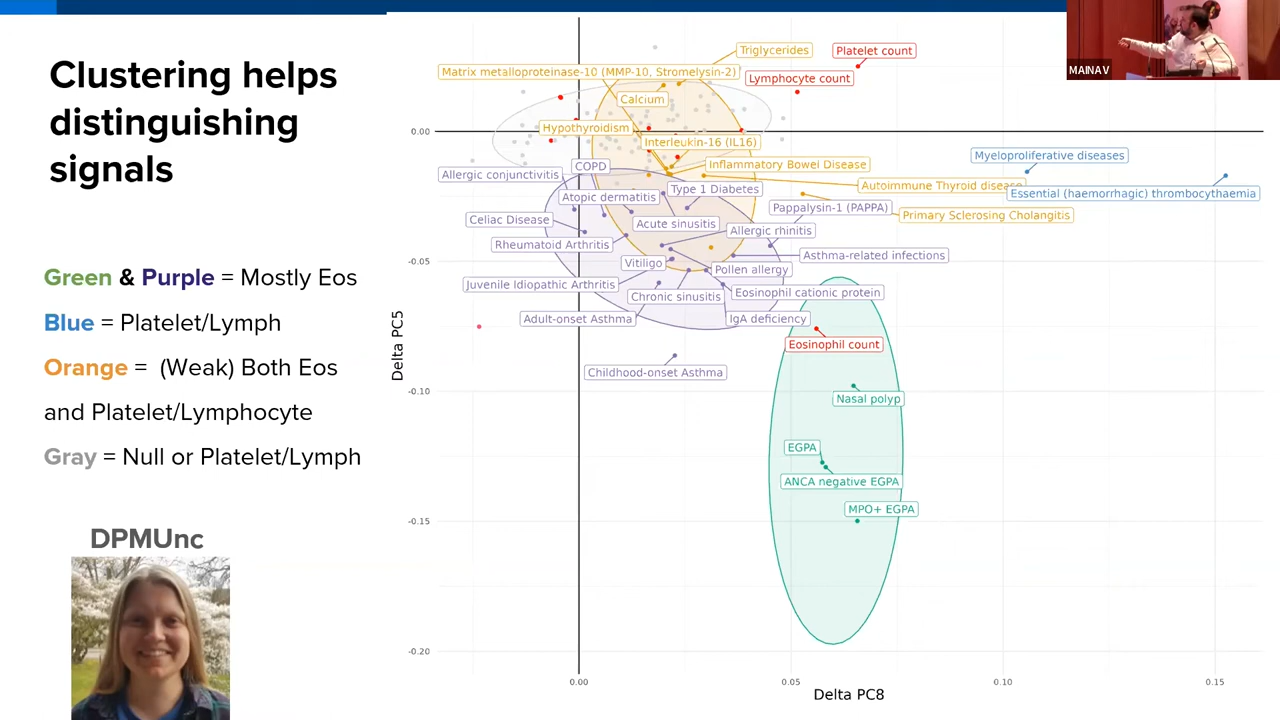 Clustering helps
distinguishing
signals
Green & Purple = Mostly Eos
Blue = Platelet/Lymph
Orange = (Weak) Both Eos
and Platelet/Lymphocyte
Gray = Null or Platelet/Lymph
DPMUnc
MAINAV
Triglycerides
Platelet count
Matrix metalloproteinase-10 (MMP-10, Stromelysin-2)
Lymphocyte count
Calcium
Hypothyroidism
Interleukin-16 (IL16)
Myeloproliferative diseases
COPD
Inflammatory Bowel Disease
Allergic conjunctivitis
Autoimmune Thyroid disease
Type 1 Diabetes
Essential (haemorrhagic) thrombocythaemia
Atopic dermatitis
Pappalysin-1 (PAPPA)
Primary Sclerosing Cholangitis
Celiac Disease
Acute sinusitis
Allergic rhinitis
Rheumatoid Arthritis
Asthma-related infections
Vitiligo
Pollen allergy
Juvenile Idiopathic Arthritis
Chronic sinusitis
Eosinophil cationic protein
Adult-onset Asthma
IgA deficiency
Eosinophil count
Childhood-onset Asthma
Nasal polyp
EGPA
ANCA negative EGPA
MPO+ EGPA
0.00
-0.05
-0.10
-0.15
-0.20
Delta PC5
0.00
0.05
0.10
0.15
Delta PC8